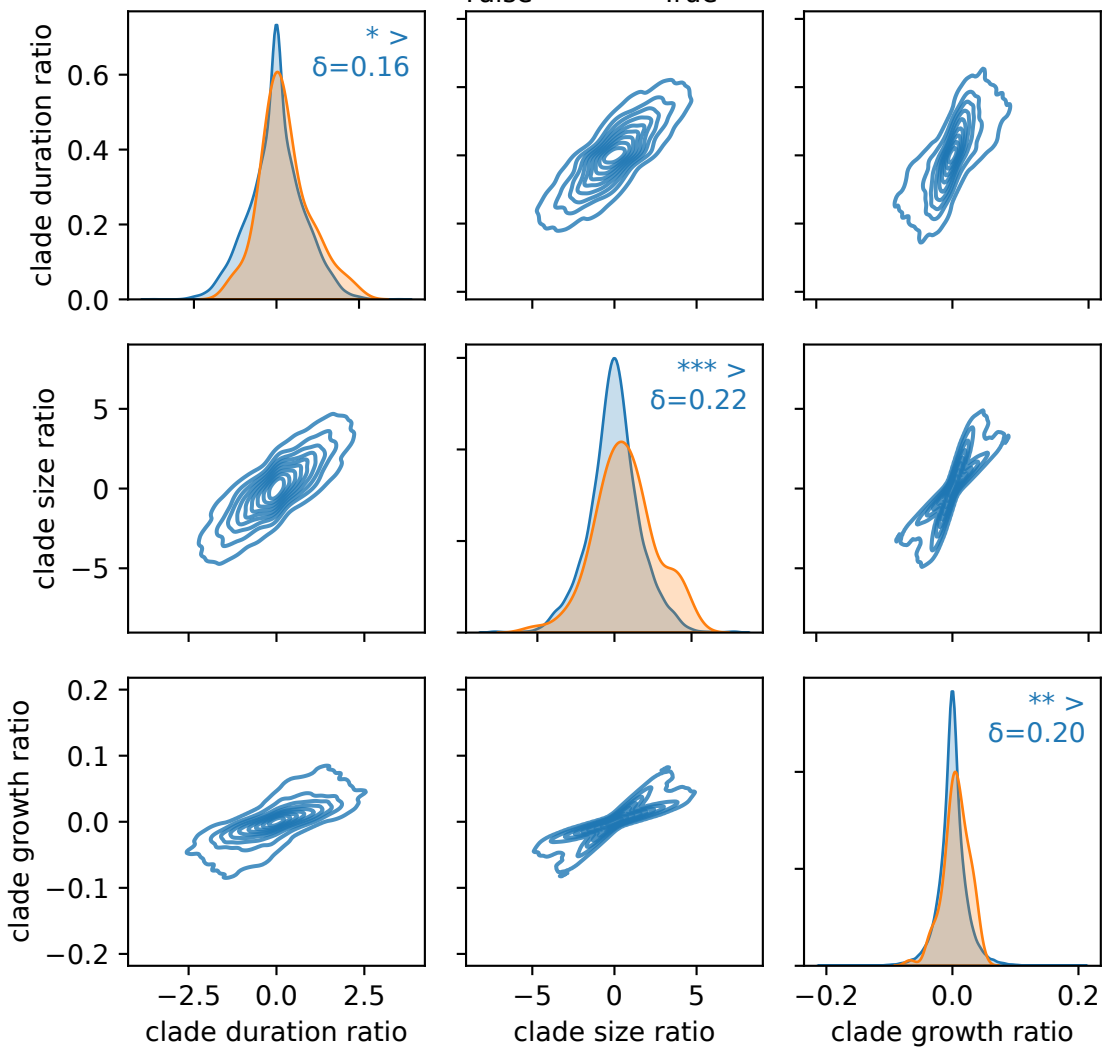 * >
δ=0.16
clade duration ratio
0.6
0.4
0.2
0.0
*** >
δ=0.22
clade size ratio
5
0
−5
** >
δ=0.20
clade growth ratio
0.2
0.1
0.0
−0.1
−0.2
−2.5 0.0 2.5 −5 0 5 −0.2 0.0 0.2
clade duration ratio clade size ratio clade growth ratio